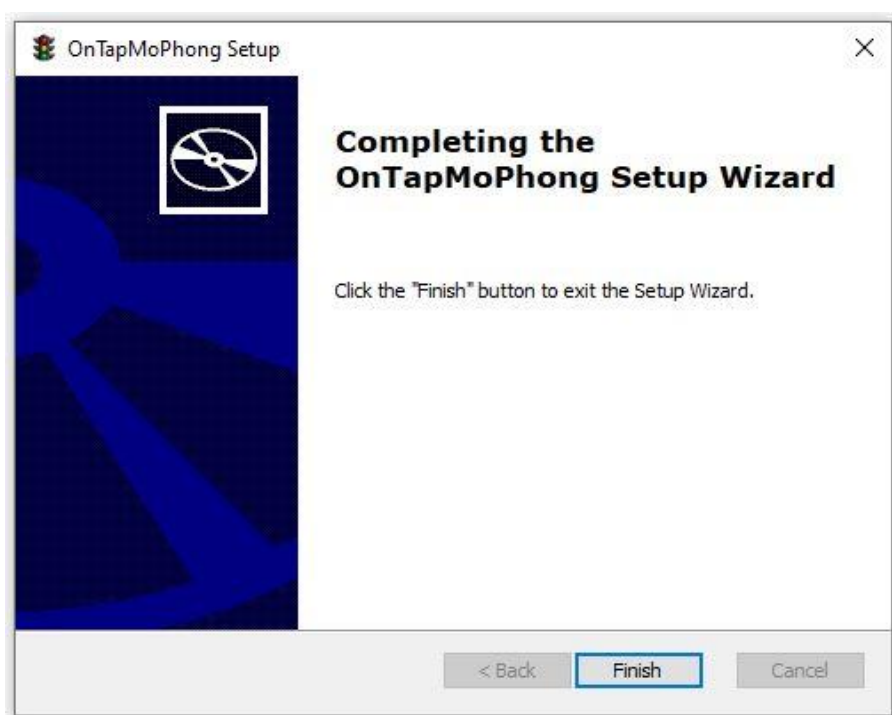 OnTapMoPhong Setup
Completing the
OnTapMoPhong Setup Wizard
Click the "Finish" button to exit the Setup Wizard.
< Back
Finish
Cancel